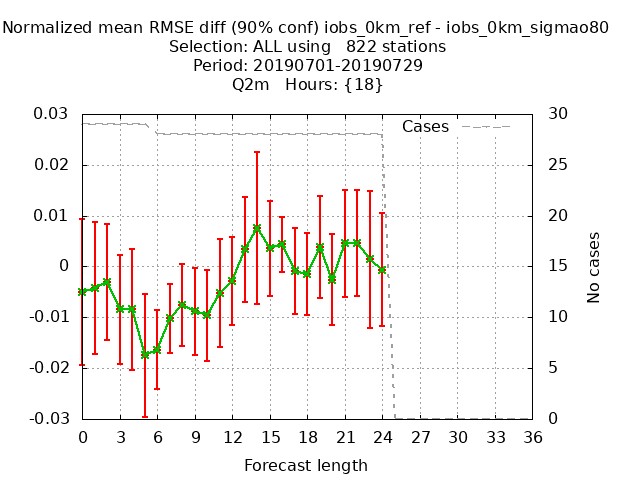 Normalized mean RMSE diff (90% conf) iobs_0km_ref - iobs_0km_sigmao80
Selection: ALL using   822 stations
Period: 20190701-20190729
Q2m   Hours: {18}
Cases
0.03
0.02
0.01
0
-0.01
-0.02
-0.03
30
25
20
15
10
5
0
No cases
0 3 6 9 12 15 18 21 24 27 30 33 36
Forecast length